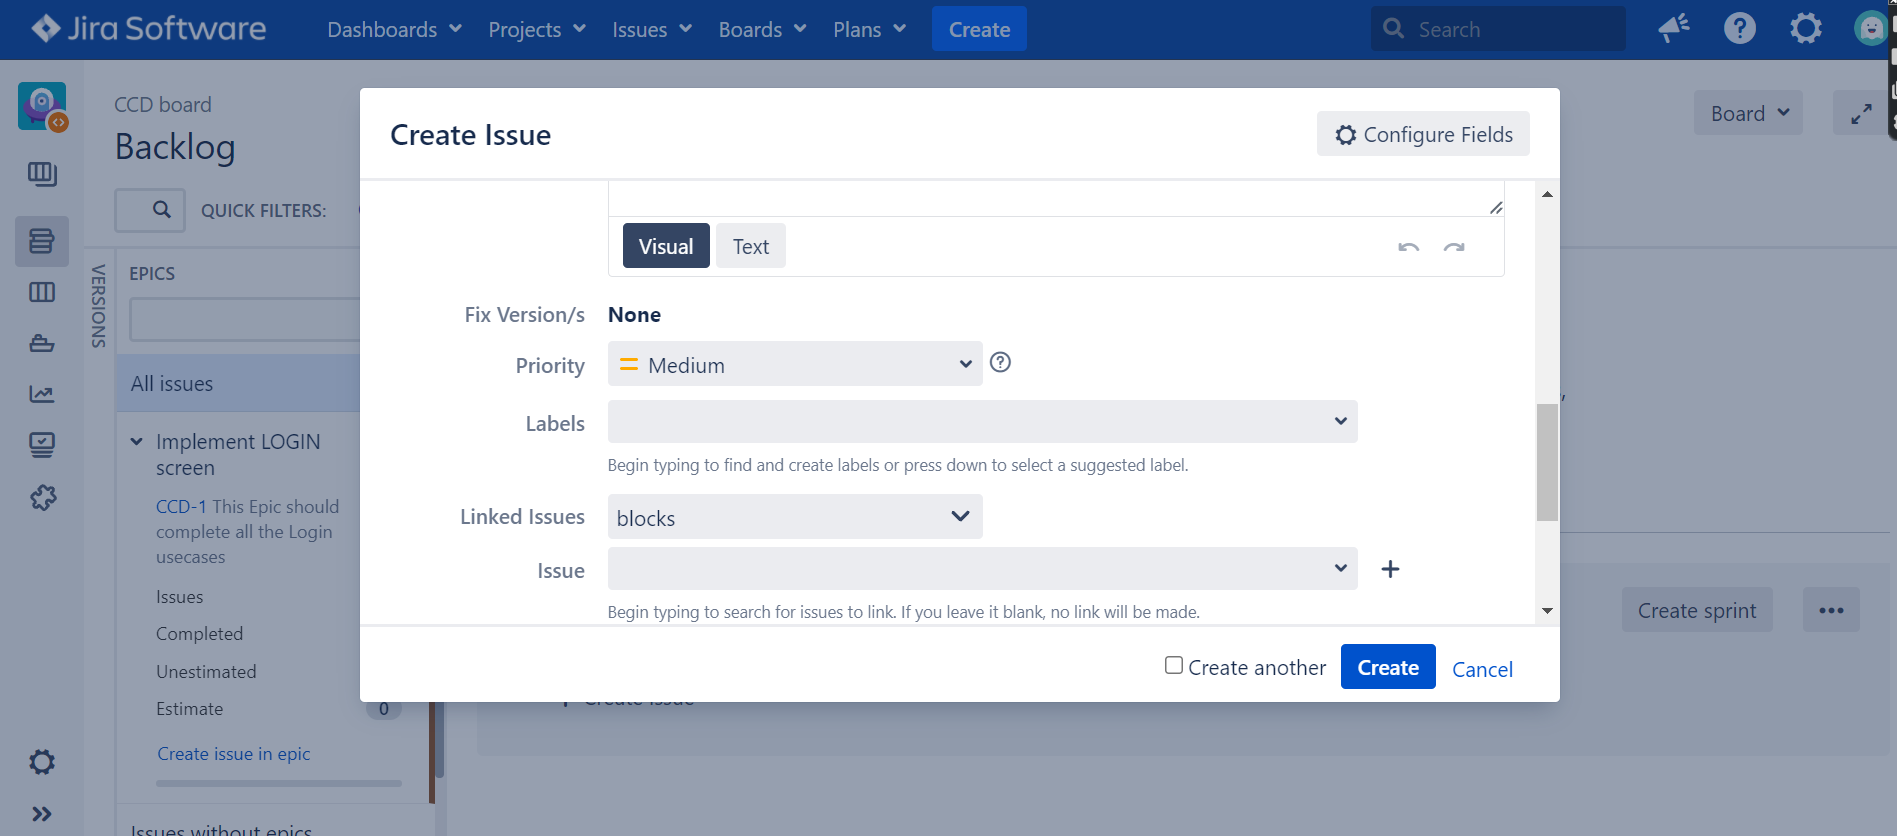 Jira Software
Dashboards
Projects
Issues
Boards
Plans
Create
Search
CCD board
Backlog
QUICK FILTERS:
Board
VERSIONS
EPICS
All issues
Implement LOGIN
screen
CCD-1 This Epic should
complete all the Login
usecases
Issues
Completed
Unestimated
Estimate
0
Create issue in epic
Issues without epics
Create Issue
Configure Fields
Visual
Text
Fix Version/s
None
Priority
Medium
Labels
Begin typing to find and create labels or press down to select a suggested label.
Linked Issues
blocks
Issue
Begin typing to search for issues to link. If you leave it blank, no link will be made.
Create another
Create
Cancel
Create sprint
Create issue